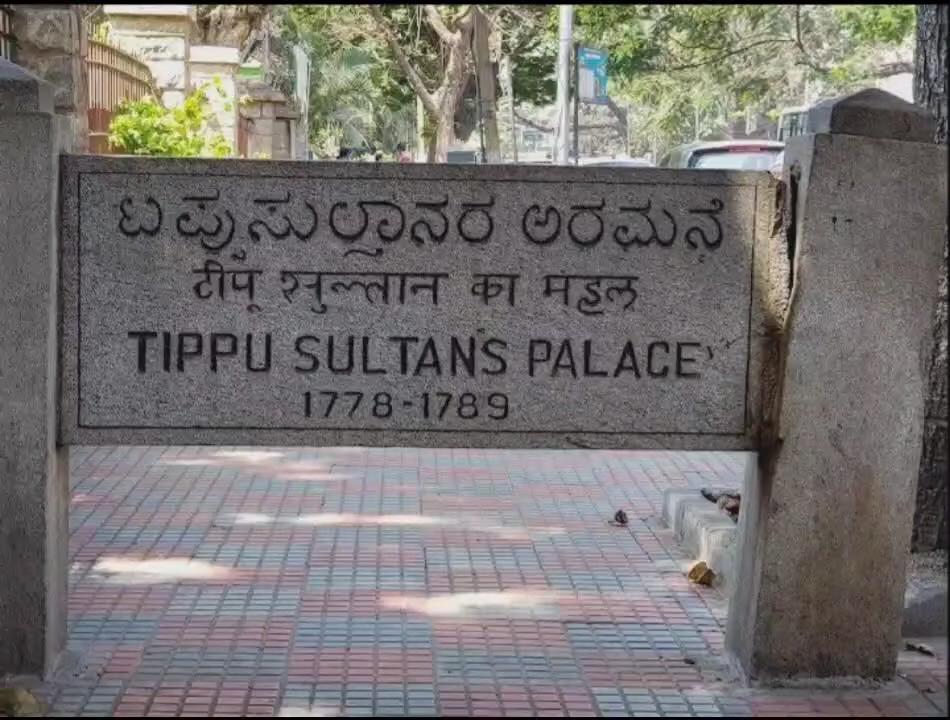 ಟಿಪ್ಪುಸುಲ್ತಾನರ ಅರಮನೆ
टीपू सुल्तान का महल
TIPPU SULTANS PALACE
1778-1789